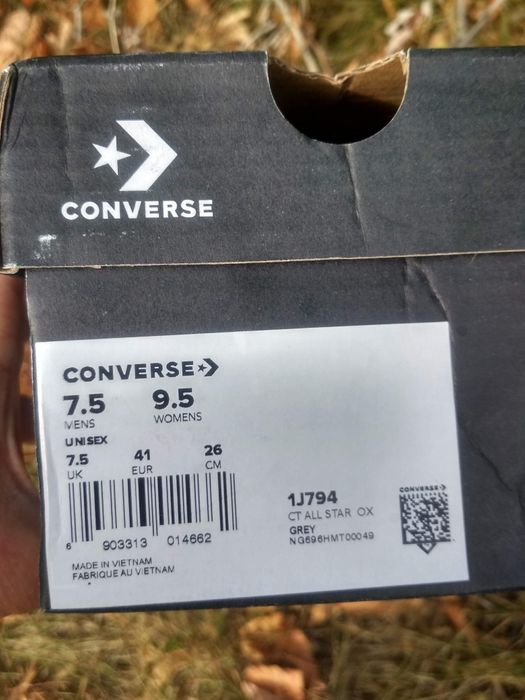 CONVERSE
CONVERSE
7.5 9.5
MENS WOMENS
UNISEX
7.5 41 26
UK EUR CM
6 903313 014662
1J794
CT ALL STAR OX
GREY
NG696HMT00049
CONVERSE
MADE IN VIETNAM
FABRIQUE AU VIETNAM